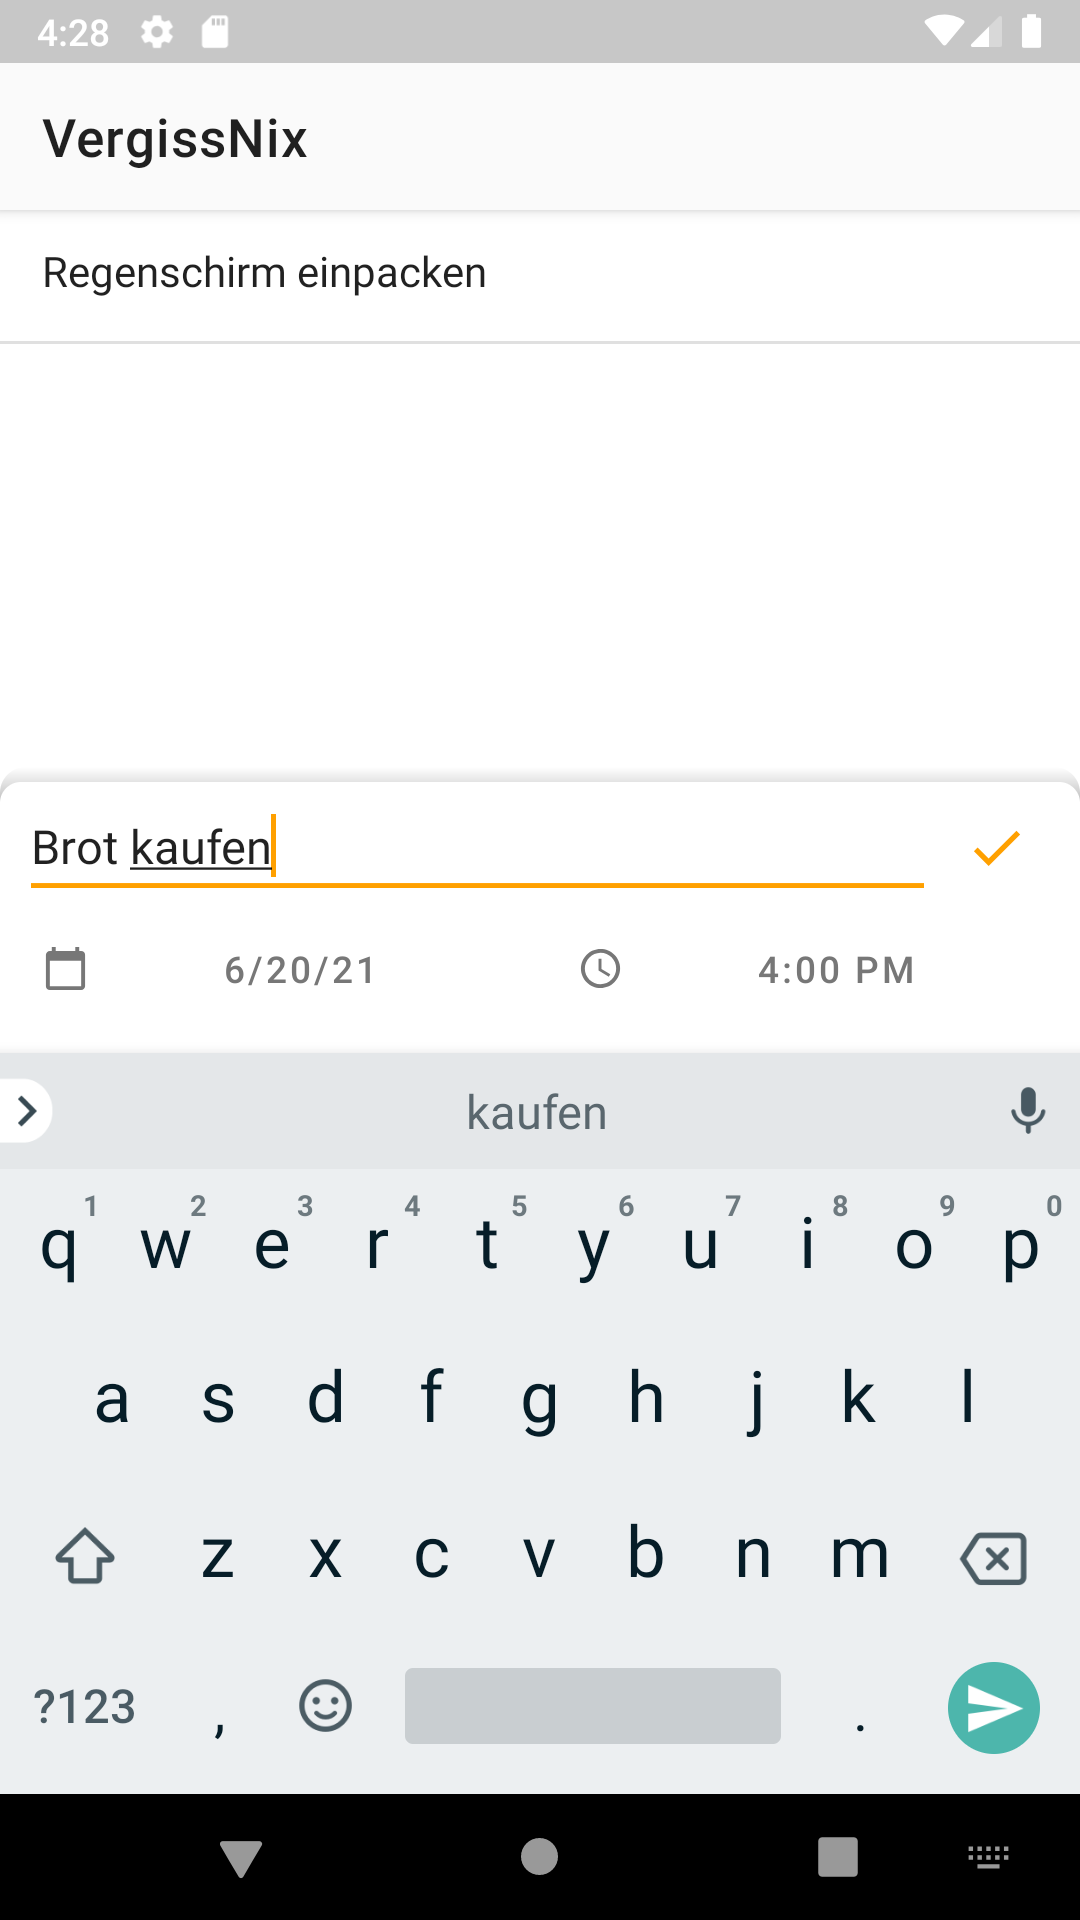 4:28
VergissNix
Regenschirm einpacken
Brot kaufen
6/20/21 4:00 PM
kaufen
1 2 3 4 5 6 7 8 9 0
q w e r t y u i o p
a s d f g h j k l
z x c v b n m
?123 , .